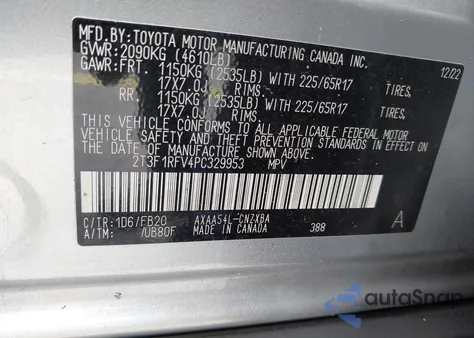 MFD. BY: TOYOTA MOTOR MANUFACTURING CANADA INC.
GVWR: 2090KG (4610LB) 12/22
GAWR: FRT. 1150KG (2535LB) WITH 225/65R17 TIRES,
17X7.0J RIMS,
RR. 1150KG (2535LB) WITH 225/65R17 TIRES,
17X7.0J RIMS.
THIS VEHICLE CONFORMS TO ALL APPLICABLE FEDERAL MOTOR
VEHICLE SAFETY AND THEFT PREVENTION STANDARDS IN EFFECT ON
THE DATE OF MANUFACTURE SHOWN ABOVE.
2T3F1RFV4PC329953 MPV
C/TR: 1D6/FB20 AXAA54L-CNZXBA A
A/TM: /UB80F MADE IN CANADA 388
autoSnap